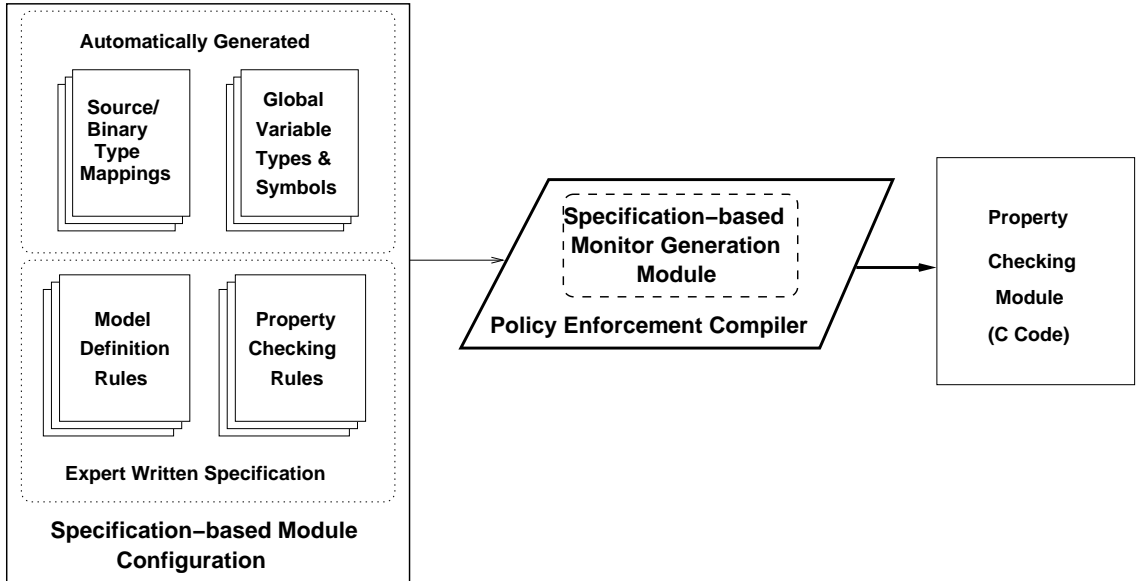 Automatically Generated
Source/
Binary
Type
Mappings
Global
Variable
Types &
Symbols
Model
Definition
Rules
Property
Checking
Rules
Expert Written Specification
Specification−based Module
Configuration
Specification−based
Monitor Generation
Module
Policy Enforcement Compiler
Property
Checking
Module
(C Code)